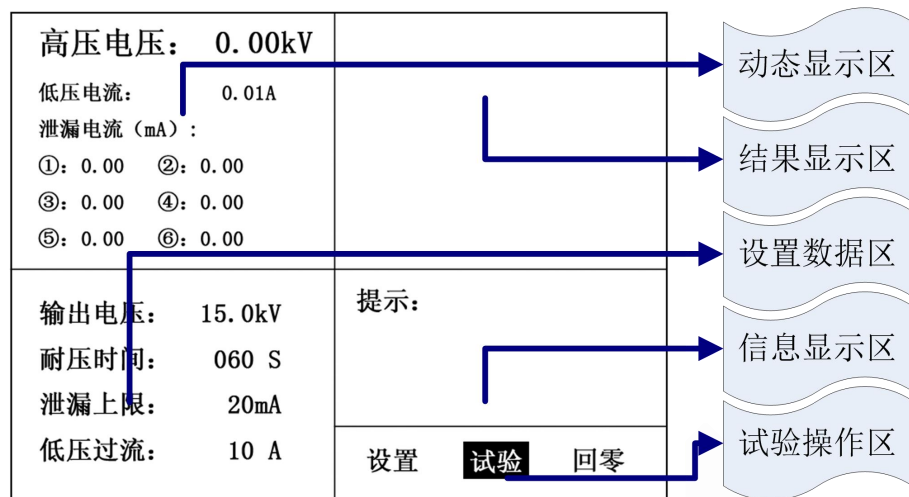 高压电压： 0.00kV
低压电流： 0.01A
泄漏电流（mA）：
①：0.00 ②：0.00
③：0.00 ④：0.00
⑤：0.00 ⑥：0.00
输出电压： 15.0kV
耐压时间： 060 S
泄漏上限： 20mA
低压过流： 10 A
提示：
设置 试验 回零
动态显示区
结果显示区
设置数据区
信息显示区
试验操作区